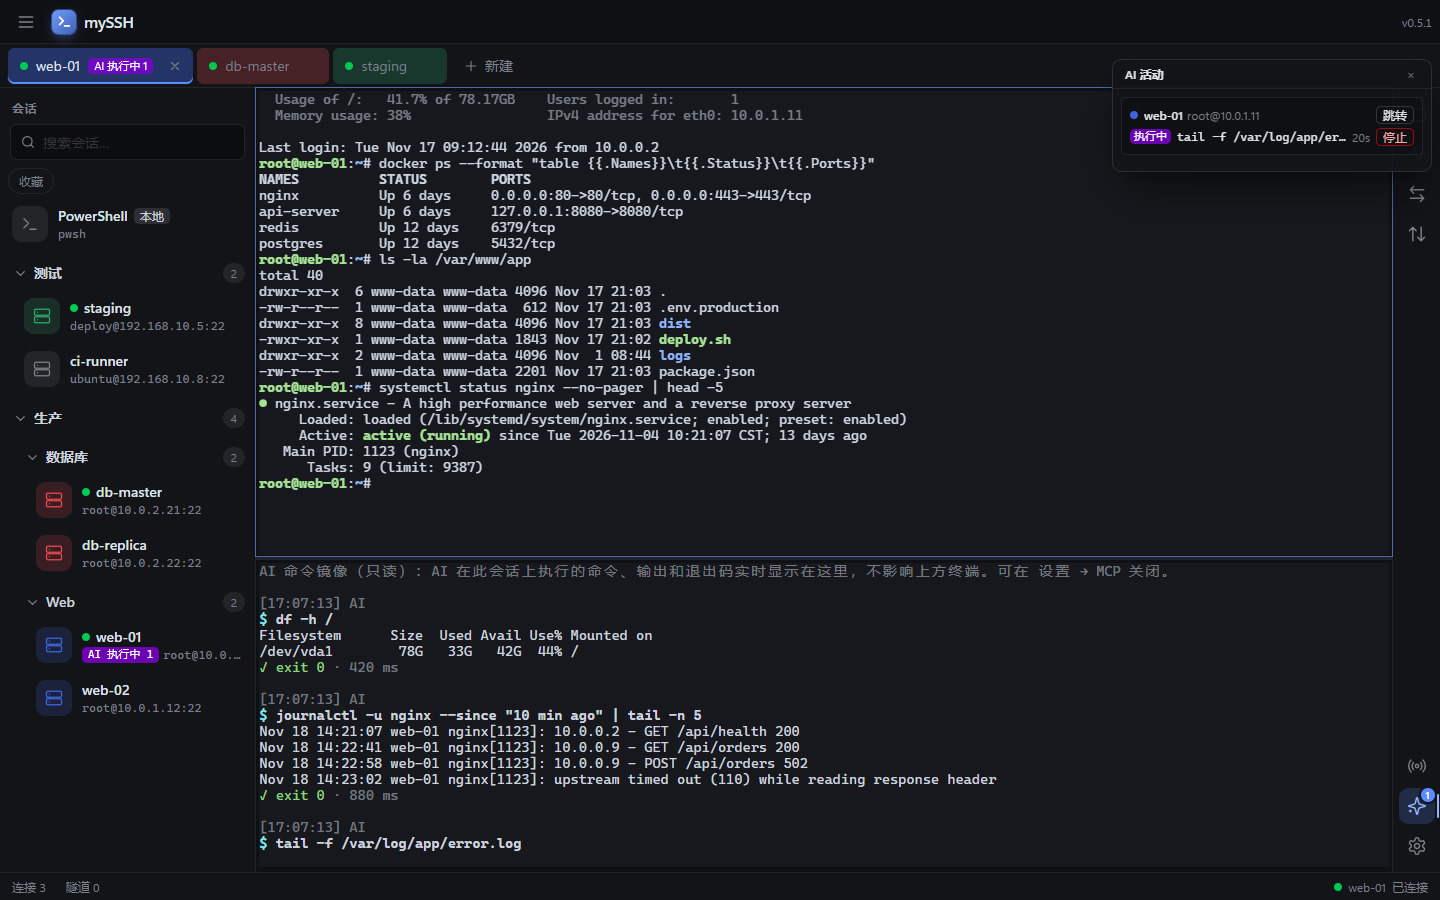 mySSH
v0.5.1
web-01 AI 执行中 1
db-master
staging
新建
会话
搜索会话...
收藏
PowerShell 本地
pwsh
测试 2
staging
deploy@192.168.10.5:22
ci-runner
ubuntu@192.168.10.8:22
生产 4
数据库 2
db-master
root@10.0.2.21:22
db-replica
root@10.0.2.22:22
Web 2
web-01
AI 执行中 1 root@10.0....
web-02
root@10.0.1.12:22
Usage of /:   41.7% of 78.17GB    Users logged in:       1
Memory usage: 38%                 IPv4 address for eth0: 10.0.1.11
Last login: Tue Nov 17 09:12:44 2026 from 10.0.0.2
root@web-01:~# docker ps --format "table {{.Names}}\t{{.Status}}\t{{.Ports}}"
NAMES          STATUS        PORTS
nginx          Up 6 days     0.0.0.0:80->80/tcp, 0.0.0.0:443->443/tcp
api-server     Up 6 days     127.0.0.1:8080->8080/tcp
redis          Up 12 days    6379/tcp
postgres       Up 12 days    5432/tcp
root@web-01:~# ls -la /var/www/app
total 40
drwxr-xr-x  6 www-data www-data 4096 Nov 17 21:03 .
-rw-r--r--  1 www-data www-data  612 Nov 17 21:03 .env.production
drwxr-xr-x  8 www-data www-data 4096 Nov 17 21:03 dist
-rwxr-xr-x  1 www-data www-data 1843 Nov 17 21:02 deploy.sh
drwxr-xr-x  2 www-data www-data 4096 Nov  1 08:44 logs
-rw-r--r--  1 www-data www-data 2201 Nov 17 21:03 package.json
root@web-01:~# systemctl status nginx --no-pager | head -5
● nginx.service - A high performance web server and a reverse proxy server
Loaded: loaded (/lib/systemd/system/nginx.service; enabled; preset: enabled)
Active: active (running) since Tue 2026-11-04 10:21:07 CST; 13 days ago
Main PID: 1123 (nginx)
Tasks: 9 (limit: 9387)
root@web-01:~#
AI 命令镜像（只读）: AI 在此会话上执行的命令、输出和退出码实时显示在这里，不影响上方终端。可在 设置 → MCP 关闭。
[17:07:13] AI
$ df -h /
Filesystem      Size  Used Avail Use% Mounted on
/dev/vda1        78G   33G   42G  44% /
√ exit 0 · 420 ms
[17:07:13] AI
$ journalctl -u nginx --since "10 min ago" | tail -n 5
Nov 18 14:21:07 web-01 nginx[1123]: 10.0.0.2 - GET /api/health 200
Nov 18 14:22:41 web-01 nginx[1123]: 10.0.0.9 - GET /api/orders 200
Nov 18 14:22:58 web-01 nginx[1123]: 10.0.0.9 - POST /api/orders 502
Nov 18 14:23:02 web-01 nginx[1123]: upstream timed out (110) while reading response header
√ exit 0 · 880 ms
[17:07:13] AI
$ tail -f /var/log/app/error.log
AI 活动
web-01 root@10.0.1.11 跳转
执行中 tail -f /var/log/app/er... 20s 停止
1
连接 3 隧道 0
web-01 已连接